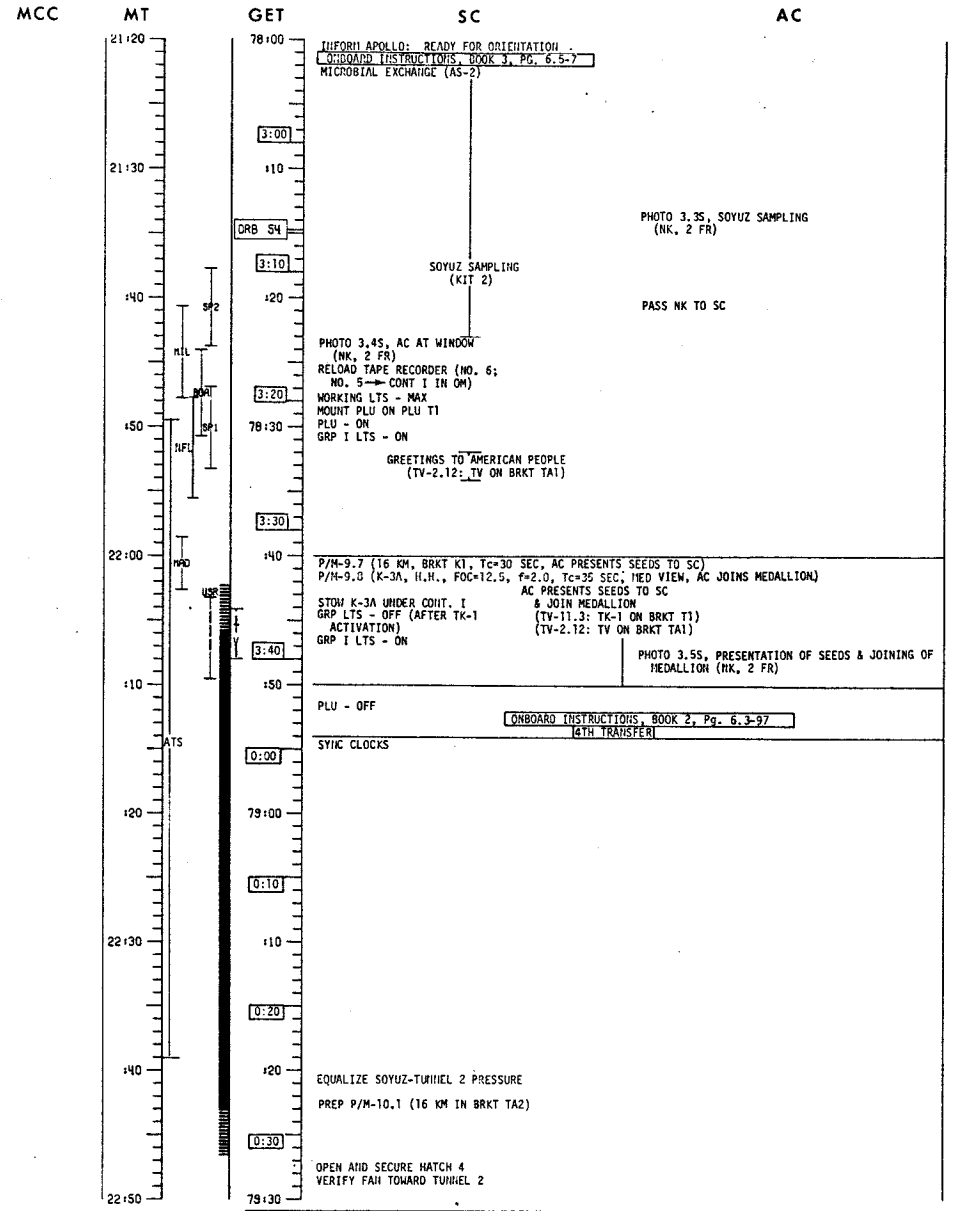 MCC MT GET SC AC
21:20 78:00
INFORM APOLLO: READY FOR ORIENTATION
ONBOARD INSTRUCTIONS, BOOK 3, PG. 6.5-7
MICROBIAL EXCHANGE (AS-2)
3:00
21:30 :10
PHOTO 3.3S, SOYUZ SAMPLING
(NK, 2 FR)
ORB 54
3:10
SOYUZ SAMPLING
(KIT 2)
:40 :20
SP2
PASS NK TO SC
MIL
PHOTO 3.4S, AC AT WINDOW
(NK, 2 FR)
RELOAD TAPE RECORDER (NO. 6;
NO. 5→CONT I IN OM)
BDA 3:20
WORKING LTS - MAX
MOUNT PLU ON PLU T1
:50 SP1 78:30
PLU - ON
GRP I LTS - ON
NFL
GREETINGS TO AMERICAN PEOPLE
(TV-2.12: TV ON BRKT TA1)
3:30
22:00 :40
MAD
P/M-9.7 (16 KM, BRKT K1, Tc=30 SEC, AC PRESENTS SEEDS TO SC)
P/M-9.8 (K-3A, H.H., FOC=12.5, f=2.0, Tc=35 SEC, MED VIEW, AC JOINS MEDALLION)
AC PRESENTS SEEDS TO SC
& JOIN MEDALLION
(TV-11.3: TK-1 ON BRKT T1)
(TV-2.12: TV ON BRKT TA1)
USR
STOW K-3A UNDER CONT. I
GRP LTS - OFF (AFTER TK-1
ACTIVATION)
GRP I LTS - ON
T
V
3:40
PHOTO 3.5S, PRESENTATION OF SEEDS & JOINING OF
MEDALLION (NK, 2 FR)
:10 :50
PLU - OFF
ONBOARD INSTRUCTIONS, BOOK 2, Pg. 6.3-97
4TH TRANSFER
ATS
SYNC CLOCKS
0:00
:20 79:00
0:10
22:30 :10
0:20
:40 :20
EQUALIZE SOYUZ-TUNNEL 2 PRESSURE
PREP P/M-10.1 (16 KM IN BRKT TA2)
0:30
OPEN AND SECURE HATCH 4
VERIFY FAN TOWARD TUNNEL 2
22:50 79:30